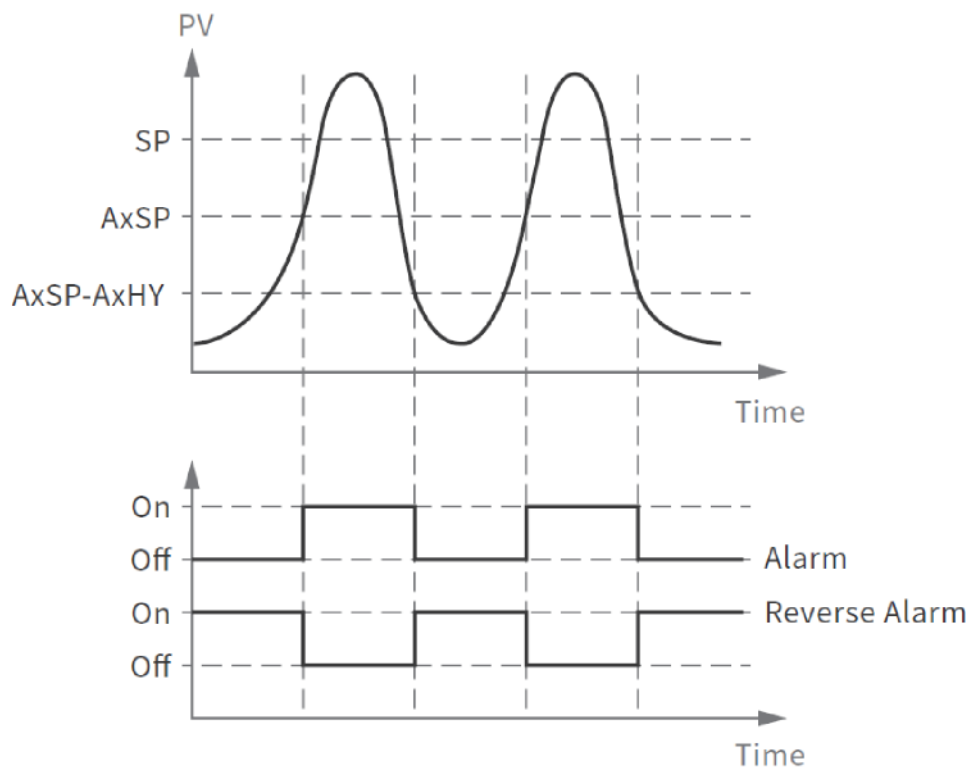 PV
SP
AxSP
AxSP-AxHY
Time
On
Off
Alarm
On
Reverse Alarm
Off
Time